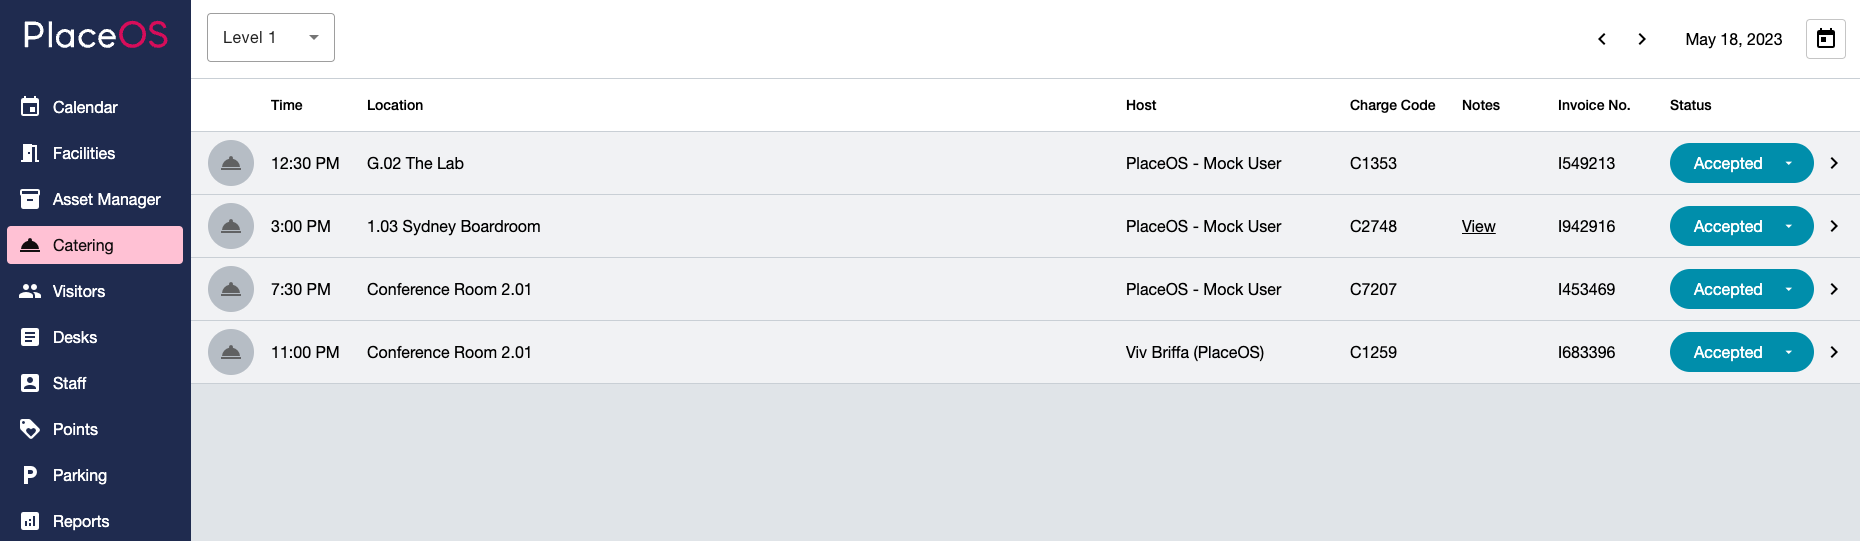 PlaceOS
Level 1
May 18, 2023
Calendar
Facilities
Asset Manager
Catering
Visitors
Desks
Staff
Points
Parking
Reports
Time Location Host Charge Code Notes Invoice No. Status
12:30 PM G.02 The Lab PlaceOS - Mock User C1353 I549213 Accepted
3:00 PM 1.03 Sydney Boardroom PlaceOS - Mock User C2748 View I942916 Accepted
7:30 PM Conference Room 2.01 PlaceOS - Mock User C7207 I453469 Accepted
11:00 PM Conference Room 2.01 Viv Briffa (PlaceOS) C1259 I683396 Accepted